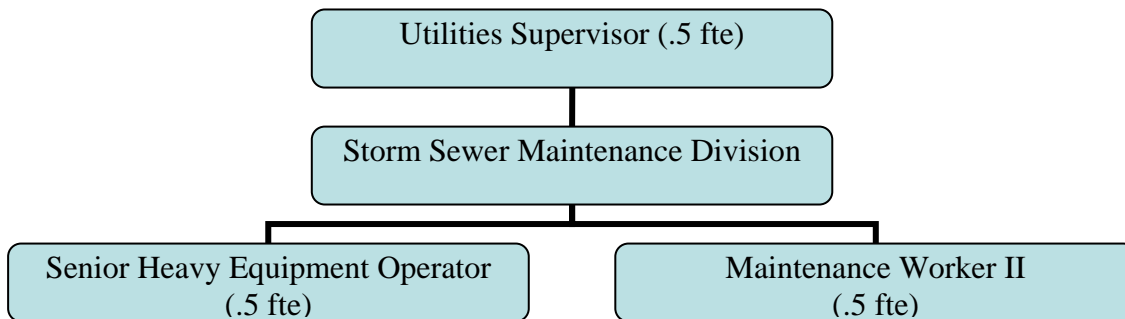 Utilities Supervisor (.5 fte)
Storm Sewer Maintenance Division
Senior Heavy Equipment Operator
(.5 fte)
Maintenance Worker II
(.5 fte)